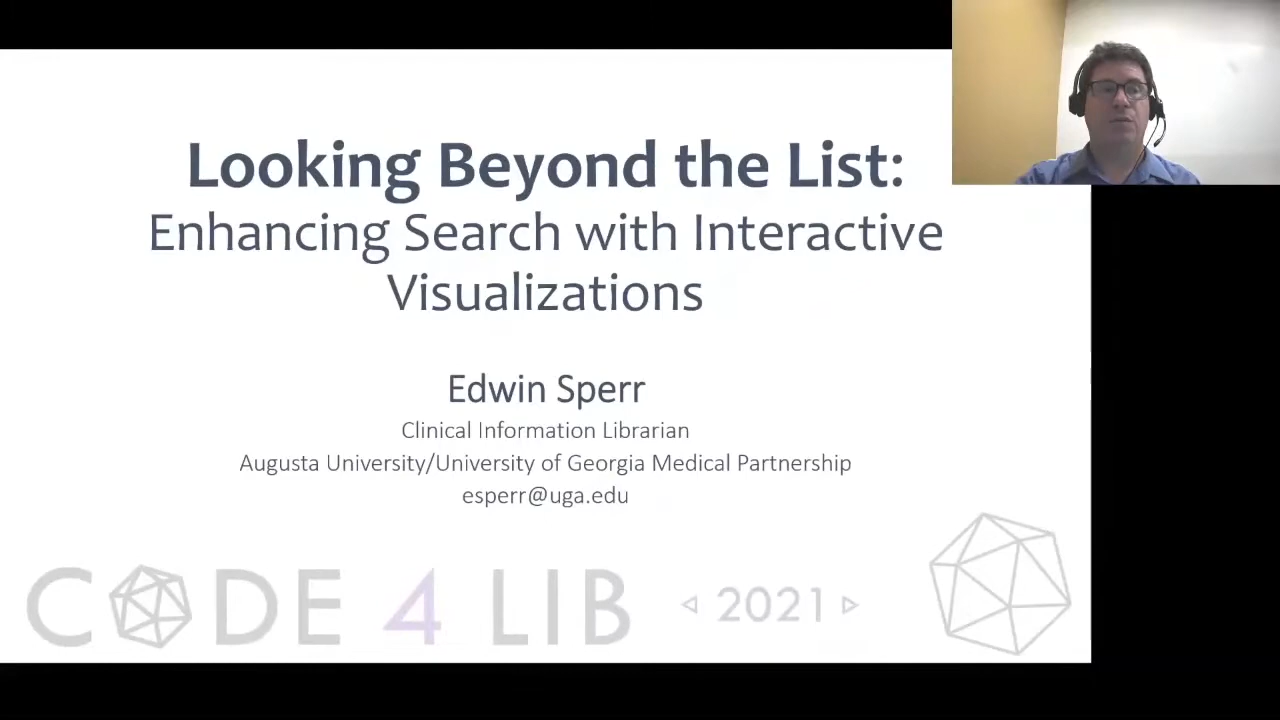 Looking Beyond the List:
Enhancing Search with Interactive
Visualizations
Edwin Sperr
Clinical Information Librarian
Augusta University/University of Georgia Medical Partnership
esperr@uga.edu
CODE 4 LIB 2021